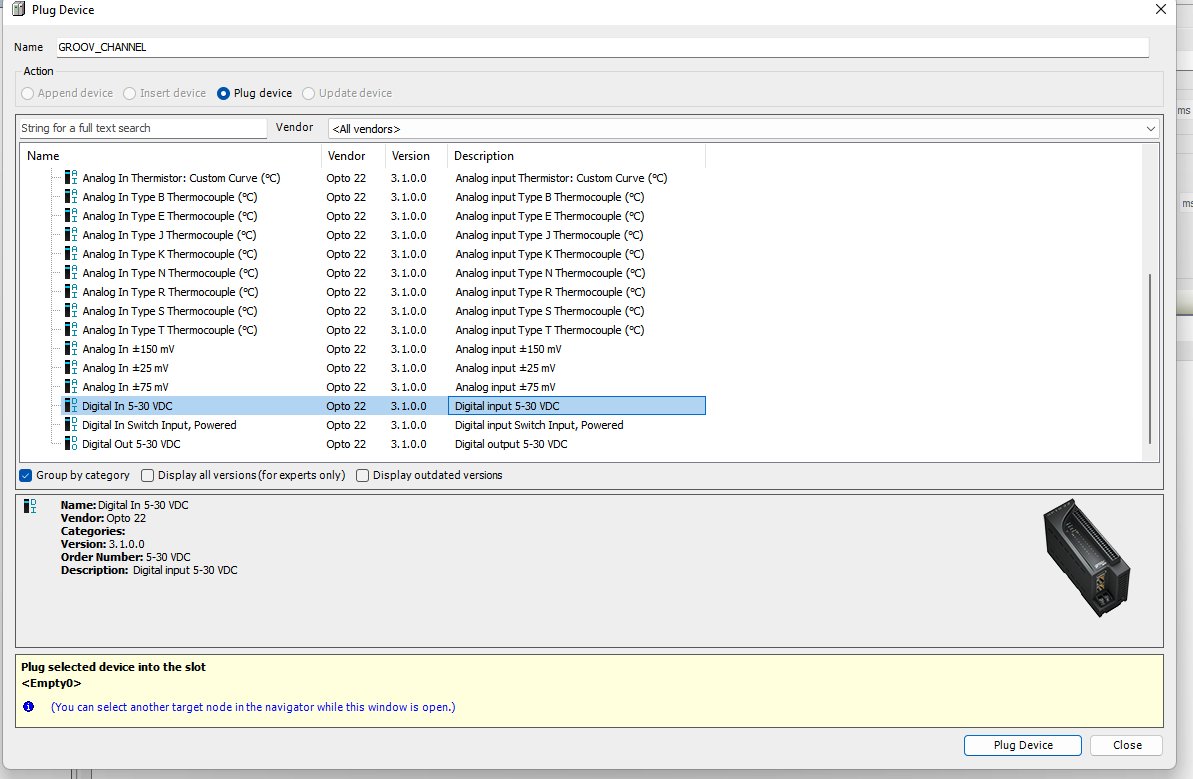 Plug Device
Name GROOV_CHANNEL
Action
Append device Insert device Plug device Update device
String for a full text search Vendor <All vendors>
Name Vendor Version Description
Analog In Thermistor: Custom Curve (°C) Opto 22 3.1.0.0 Analog input Thermistor: Custom Curve (°C)
Analog In Type B Thermocouple (°C) Opto 22 3.1.0.0 Analog input Type B Thermocouple (°C)
Analog In Type E Thermocouple (°C) Opto 22 3.1.0.0 Analog input Type E Thermocouple (°C)
Analog In Type J Thermocouple (°C) Opto 22 3.1.0.0 Analog input Type J Thermocouple (°C)
Analog In Type K Thermocouple (°C) Opto 22 3.1.0.0 Analog input Type K Thermocouple (°C)
Analog In Type N Thermocouple (°C) Opto 22 3.1.0.0 Analog input Type N Thermocouple (°C)
Analog In Type R Thermocouple (°C) Opto 22 3.1.0.0 Analog input Type R Thermocouple (°C)
Analog In Type S Thermocouple (°C) Opto 22 3.1.0.0 Analog input Type S Thermocouple (°C)
Analog In Type T Thermocouple (°C) Opto 22 3.1.0.0 Analog input Type T Thermocouple (°C)
Analog In ±150 mV Opto 22 3.1.0.0 Analog input ±150 mV
Analog In ±25 mV Opto 22 3.1.0.0 Analog input ±25 mV
Analog In ±75 mV Opto 22 3.1.0.0 Analog input ±75 mV
Digital In 5-30 VDC Opto 22 3.1.0.0 Digital input 5-30 VDC
Digital In Switch Input, Powered Opto 22 3.1.0.0 Digital input Switch Input, Powered
Digital Out 5-30 VDC Opto 22 3.1.0.0 Digital output 5-30 VDC
Group by category Display all versions (for experts only) Display outdated versions
Name: Digital In 5-30 VDC
Vendor: Opto 22
Categories:
Version: 3.1.0.0
Order Number: 5-30 VDC
Description: Digital input 5-30 VDC
Plug selected device into the slot
<Empty0>
(You can select another target node in the navigator while this window is open.)
Plug Device Close
ms
ms